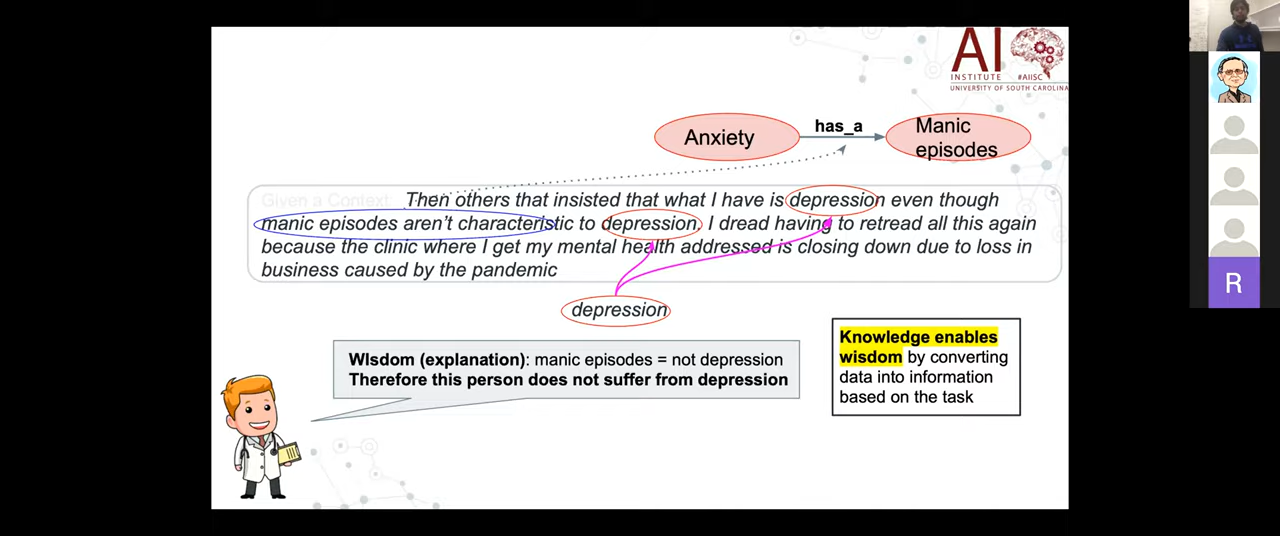 AI
INSTITUTE #AIISC
UNIVERSITY OF SOUTH CAROLINA
Anxiety
has_a
Manic
episodes
Given a Context Then others that insisted that what I have is depression even though
manic episodes aren't characteristic to depression. I dread having to retread all this again
because the clinic where I get my mental health addressed is closing down due to loss in
business caused by the pandemic
depression
WIsdom (explanation): manic episodes = not depression
Therefore this person does not suffer from depression
Knowledge enables
wisdom by converting
data into information
based on the task
R